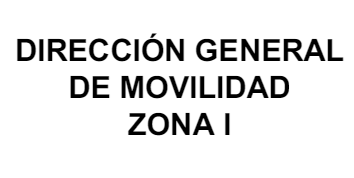 DIRECCIÓN GENERAL
DE MOVILIDAD
ZONA I